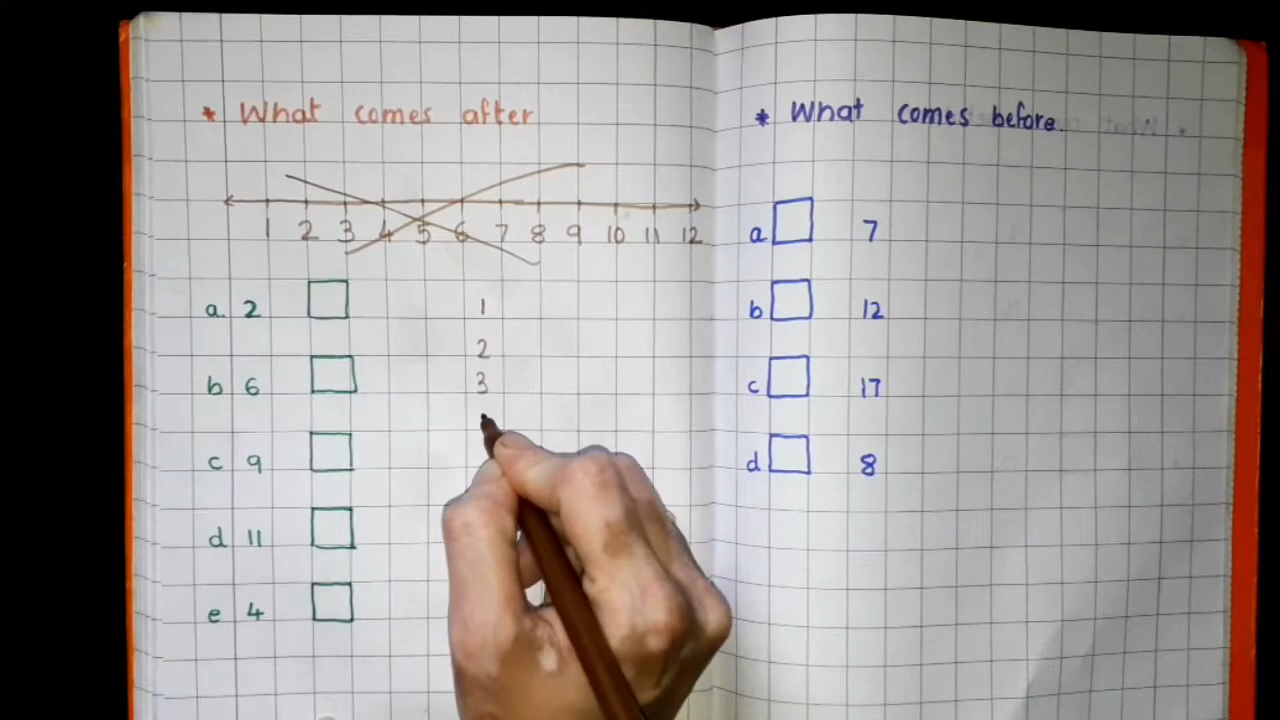 * What comes after
1 2 3 4 5 6 7 8 9 10 11 12
a. 2
b 6
c 9
d 11
e 4
1
2
3
* What comes before.
a 7
b 12
c 17
d 8